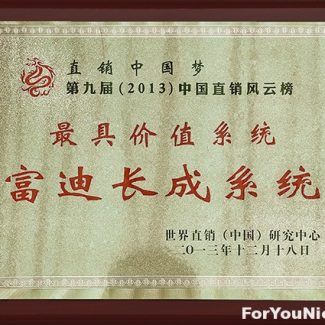 直销中国梦
第九届(2013)中国直销风云榜
最具价值系统
富迪长成系统
世界直销（中国）研究中心
二〇一三年十二月十八日
ForYouNi